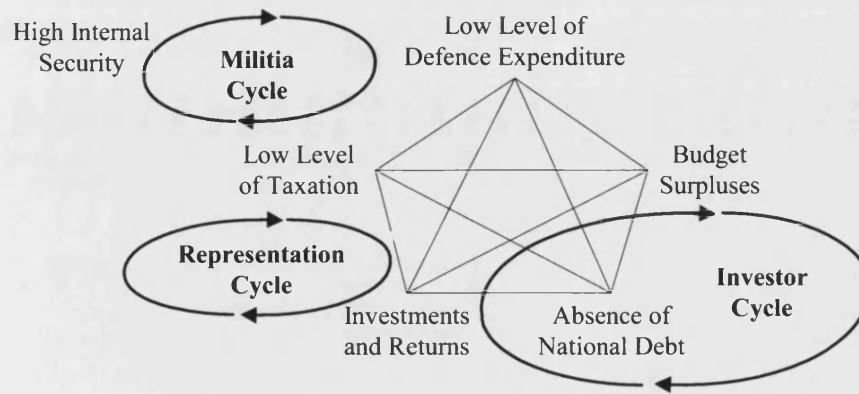 High Internal
Security
Militia
Cycle
Low Level of
Defence Expenditure
Low Level
of Taxation
Budget
Surpluses
Representation
Cycle
Investor
Cycle
Investments
and Returns
Absence of
National Debt